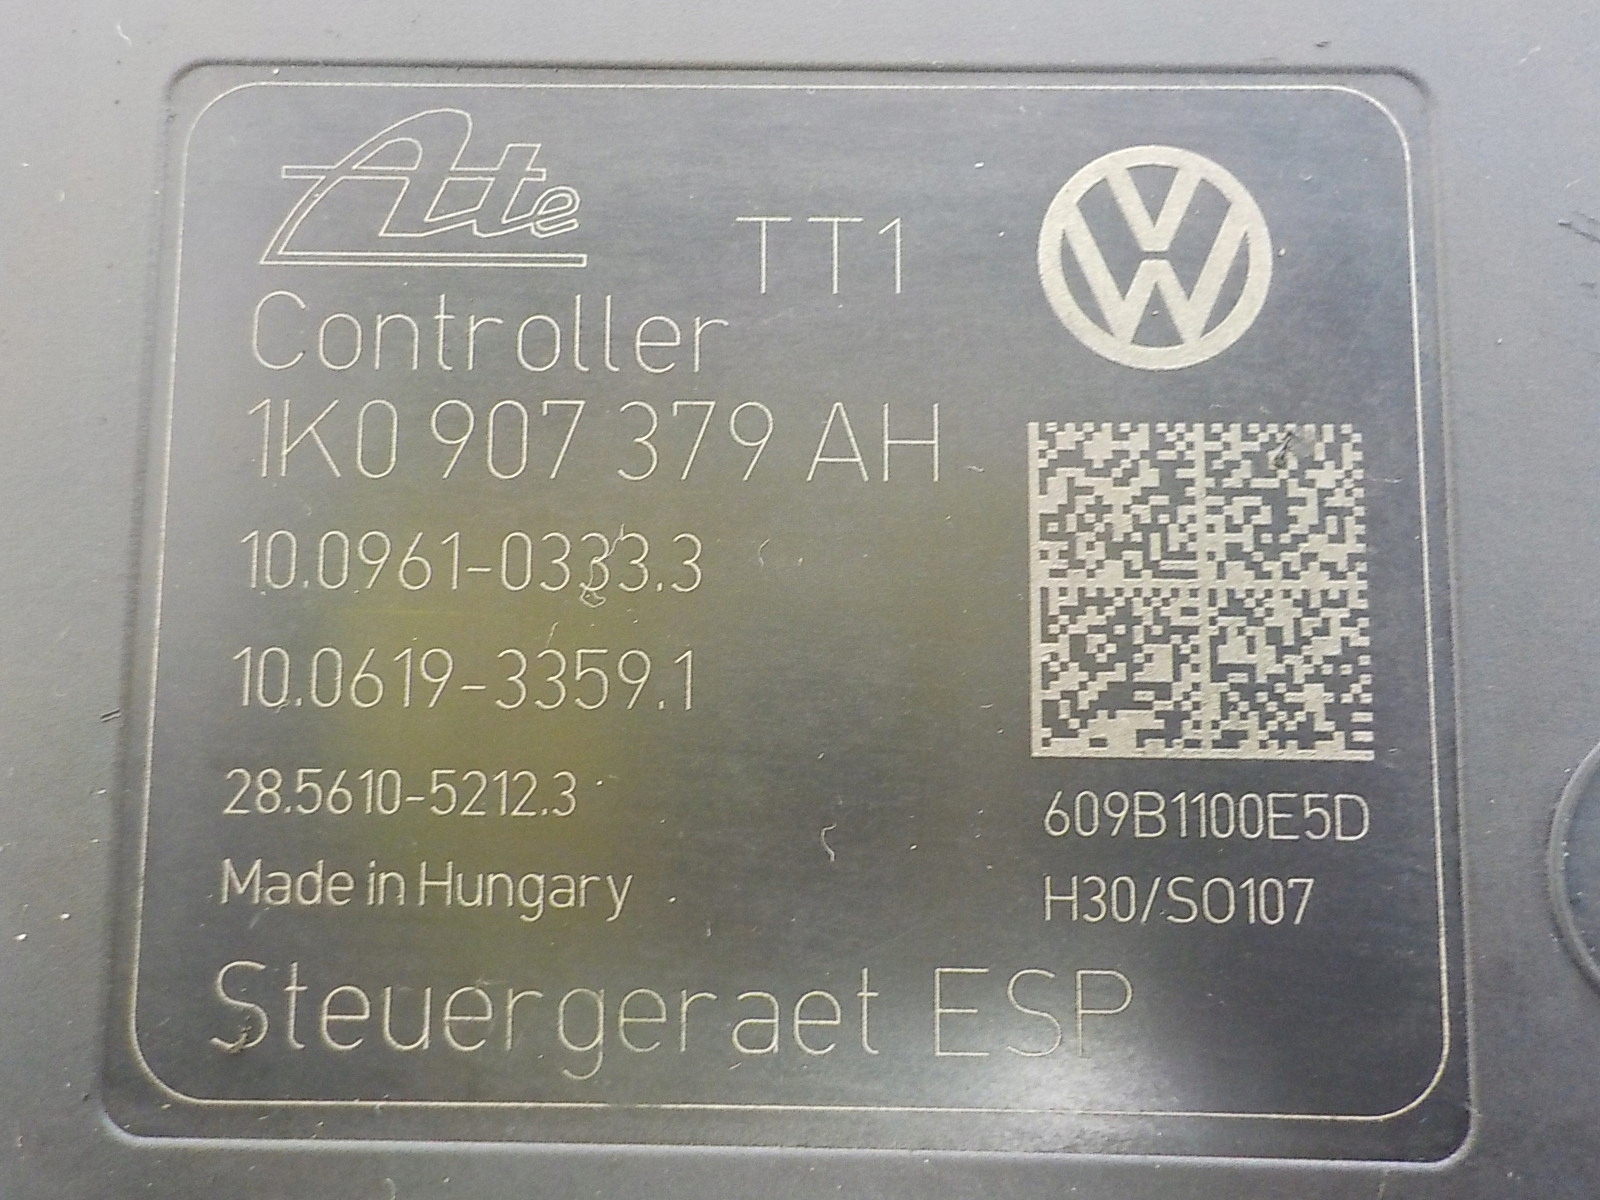 Ate
TT1
Controller
1K0 907 379 AH
10.0961-0333.3
10.0619-3359.1
28.5610-5212.3
609B1100E5D
Made in Hungary
H30/SO107
Steuergeraet ESP